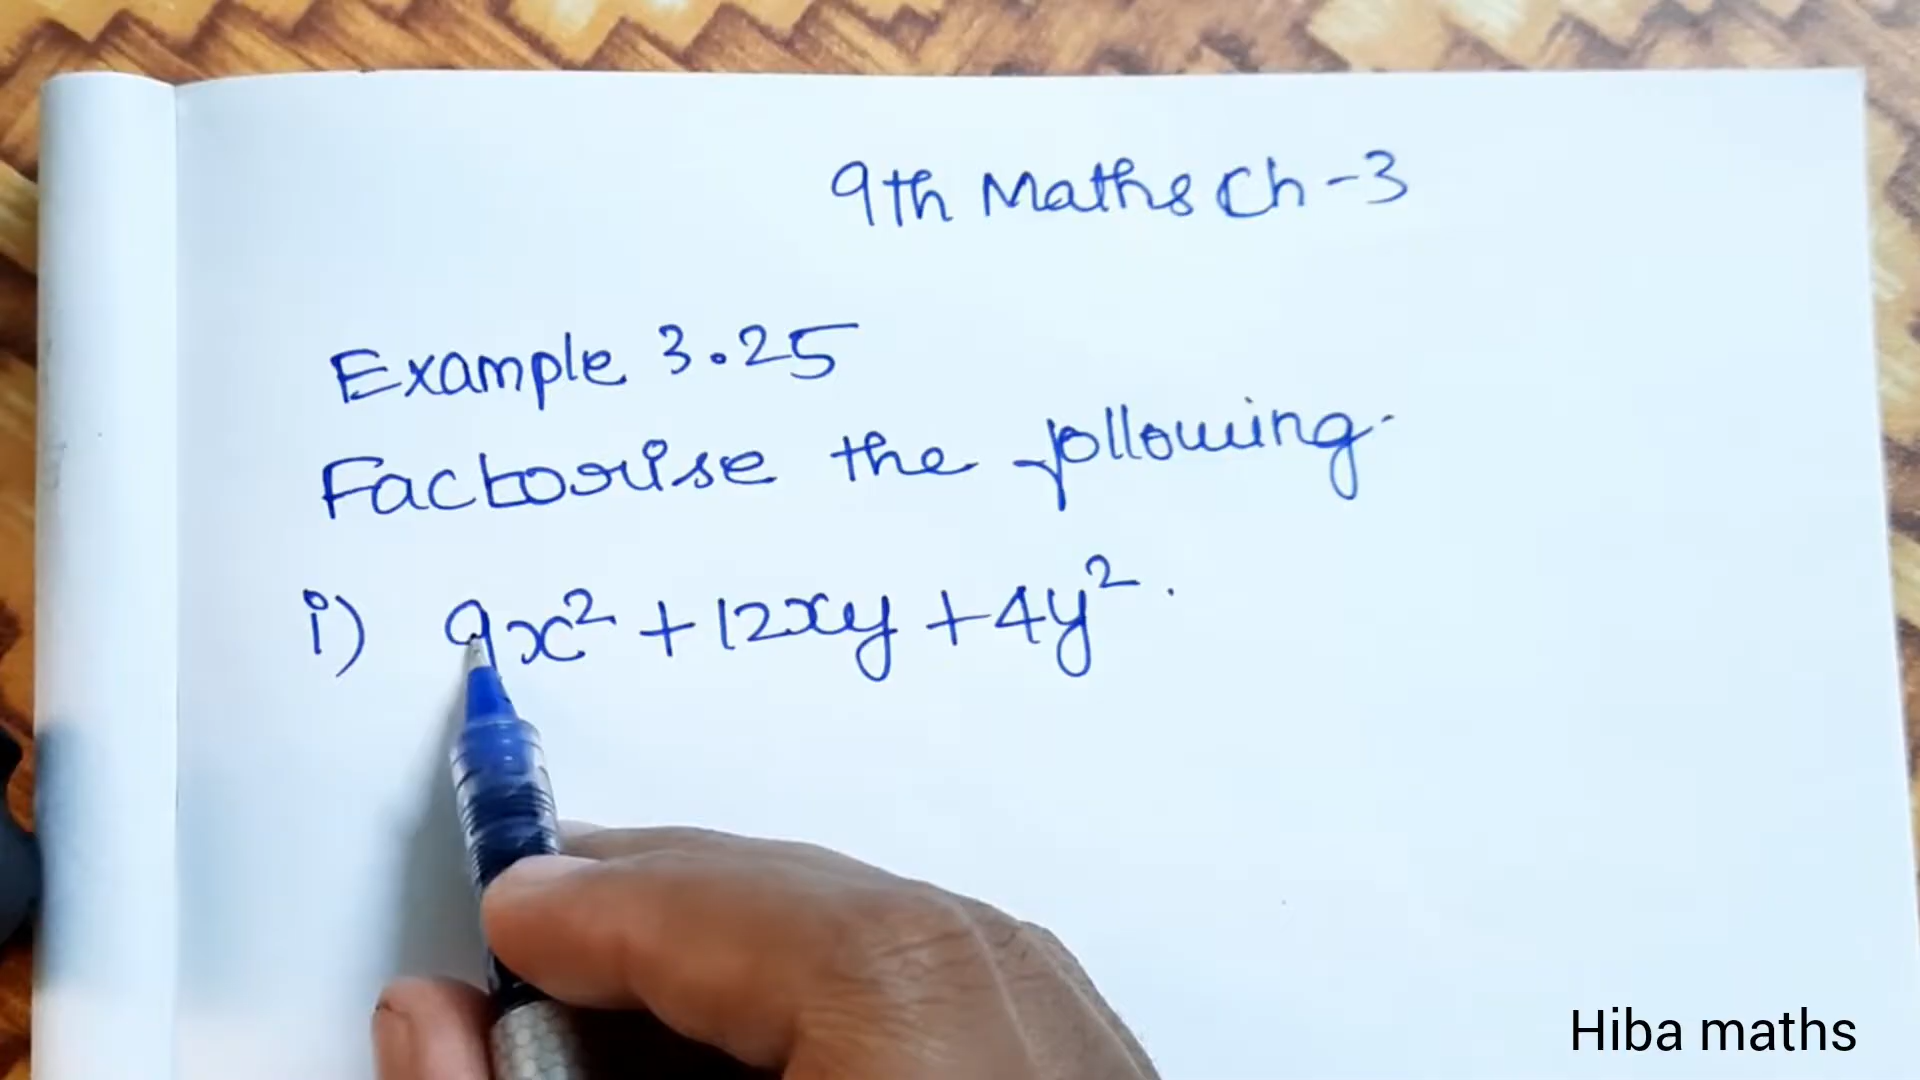 9th Maths Ch-3
Example 3.25
Factorise the following.
i) 9x² + 12xy + 4y².
Hiba maths